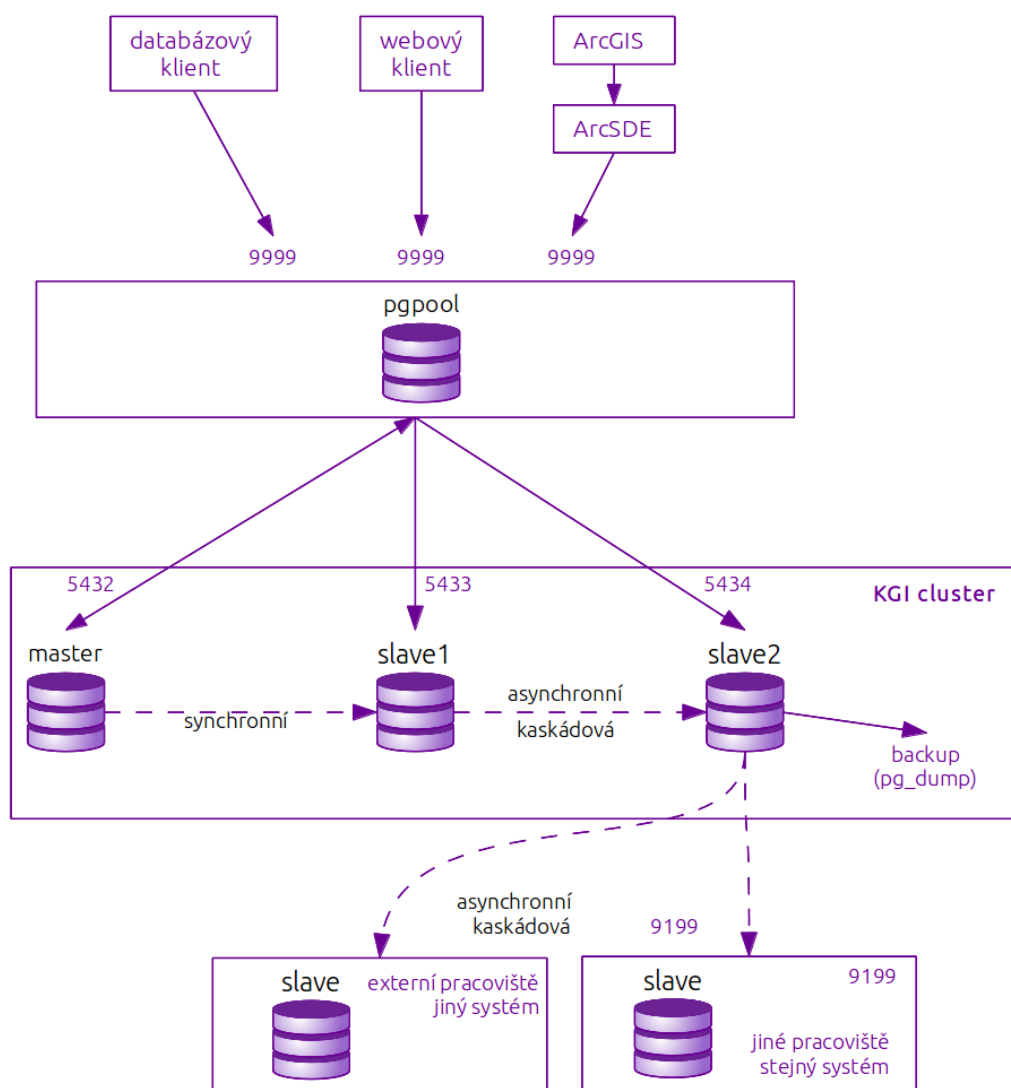 databázový
klient
webový
klient
ArcGIS
ArcSDE
9999
9999
9999
pgpool
5432
5433
5434
KGI cluster
master
slave1
slave2
synchronní
asynchronní
kaskádová
backup
(pg_dump)
asynchronní
kaskádová
9199
slave
externí pracoviště
jiný systém
slave
9199
jiné pracoviště
stejný systém